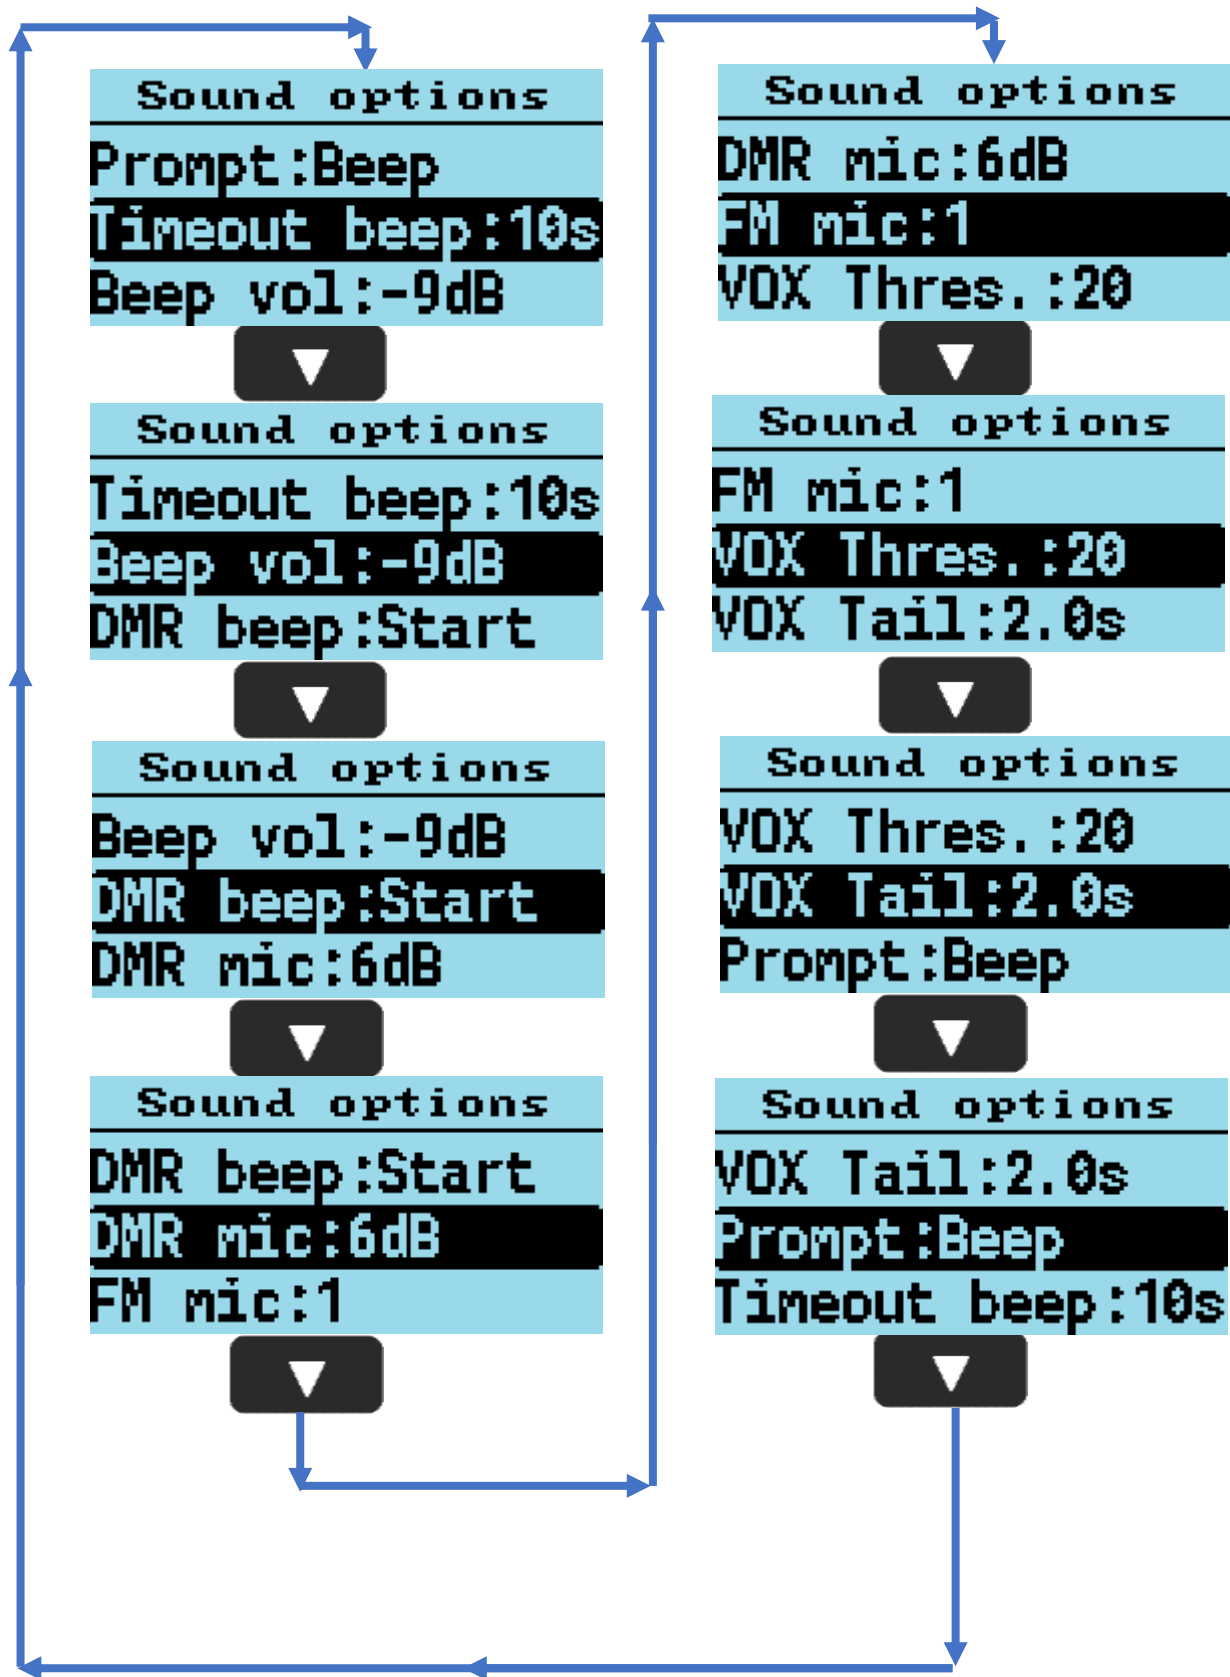 Sound options
Prompt:Beep
Timeout beep:10s
Beep vol:-9dB
Sound options
Timeout beep:10s
Beep vol:-9dB
DMR beep:Start
Sound options
Beep vol:-9dB
DMR beep:Start
DMR mic:6dB
Sound options
DMR beep:Start
DMR mic:6dB
FM mic:1
Sound options
DMR mic:6dB
FM mic:1
VOX Thres.:20
Sound options
FM mic:1
VOX Thres.:20
VOX Tail:2.0s
Sound options
VOX Thres.:20
VOX Tail:2.0s
Prompt:Beep
Sound options
VOX Tail:2.0s
Prompt:Beep
Timeout beep:10s